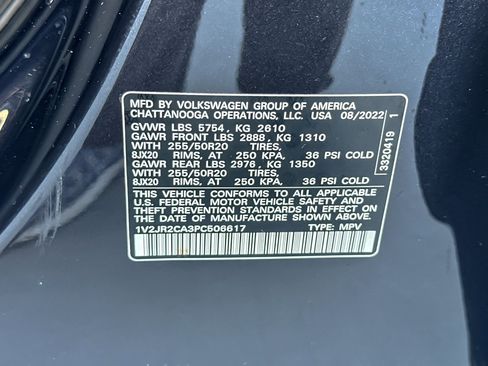 MFD BY VOLKSWAGEN GROUP OF AMERICA
CHATTANOOGA OPERATIONS, LLC. USA 08/2022
GVWR LBS 5754, KG 2610
GAWR FRONT LBS 2888, KG 1310
WITH 255/50R20 TIRES,
8JX20 RIMS, AT 250 KPA, 36 PSI COLD
GAWR REAR LBS 2976, KG 1350
WITH 255/50R20 TIRES,
8JX20 RIMS, AT 250 KPA, 36 PSI COLD
THIS VEHICLE CONFORMS TO ALL APPLICABLE
U.S. FEDERAL MOTOR VEHICLE SAFETY AND
THEFT PREVENTION STANDARDS IN EFFECT ON
THE DATE OF MANUFACTURE SHOWN ABOVE.
1V2JR2CA3PC506617 TYPE: MPV
3320419 1